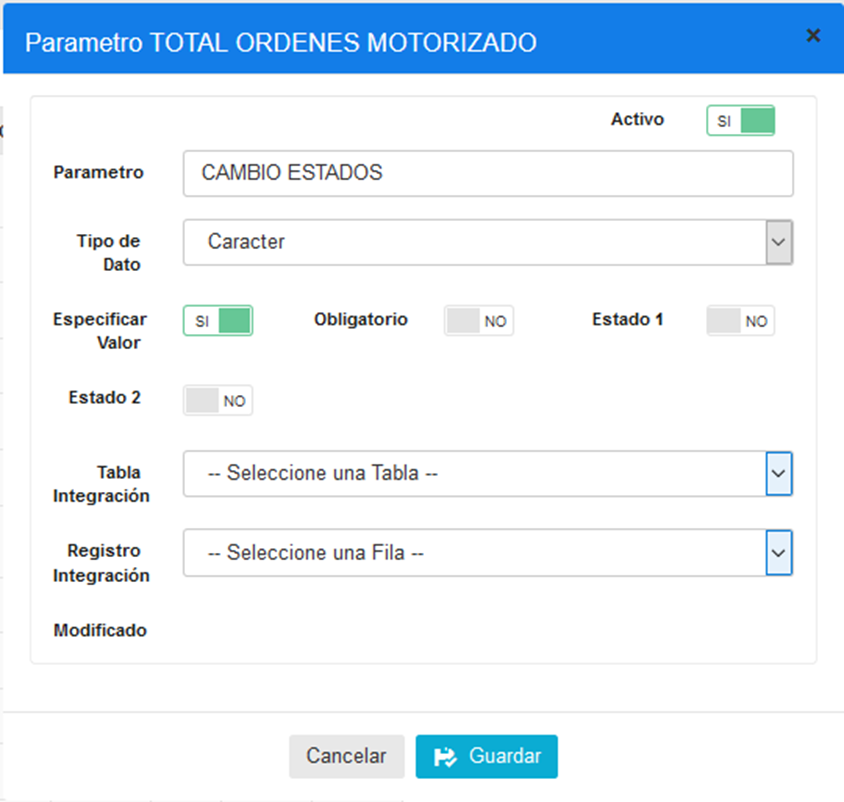 Parametro TOTAL ORDENES MOTORIZADO
×
Activo
SI
Parametro
CAMBIO ESTADOS
Tipo de
Dato
Caracter
Especificar
Valor
SI
Obligatorio
NO
Estado 1
NO
Estado 2
NO
Tabla
Integración
-- Seleccione una Tabla --
Registro
Integración
-- Seleccione una Fila --
Modificado
Cancelar
Guardar